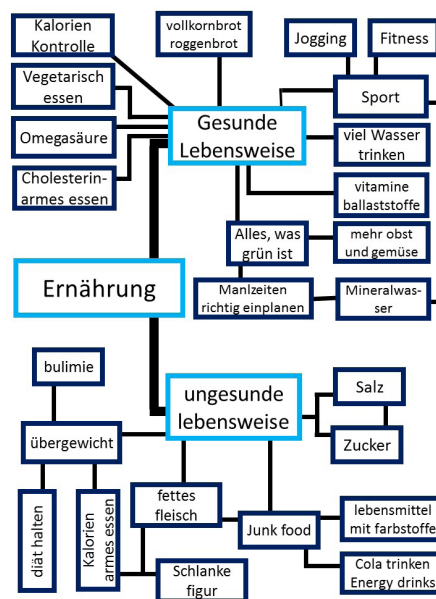 Kalorien
Kontrolle
vollkornbrot
roggenbrot
Jogging
Fitness
Vegetarisch
essen
Sport
Gesunde
Lebensweise
Omegasäure
viel Wasser
trinken
Cholesterin-
armes essen
vitamine
ballaststoffe
Alles, was
grün ist
mehr obst
und gemüse
Ernährung
Manlzeiten
richtig einplanen
Mineralwas-
ser
bulimie
ungesunde
lebensweise
Salz
übergewicht
Zucker
diät halten
Kalorien
armes essen
fettes
fleisch
Junk food
lebensmittel
mit farbstoffe
Schlanke
figur
Cola trinken
Energy drinks